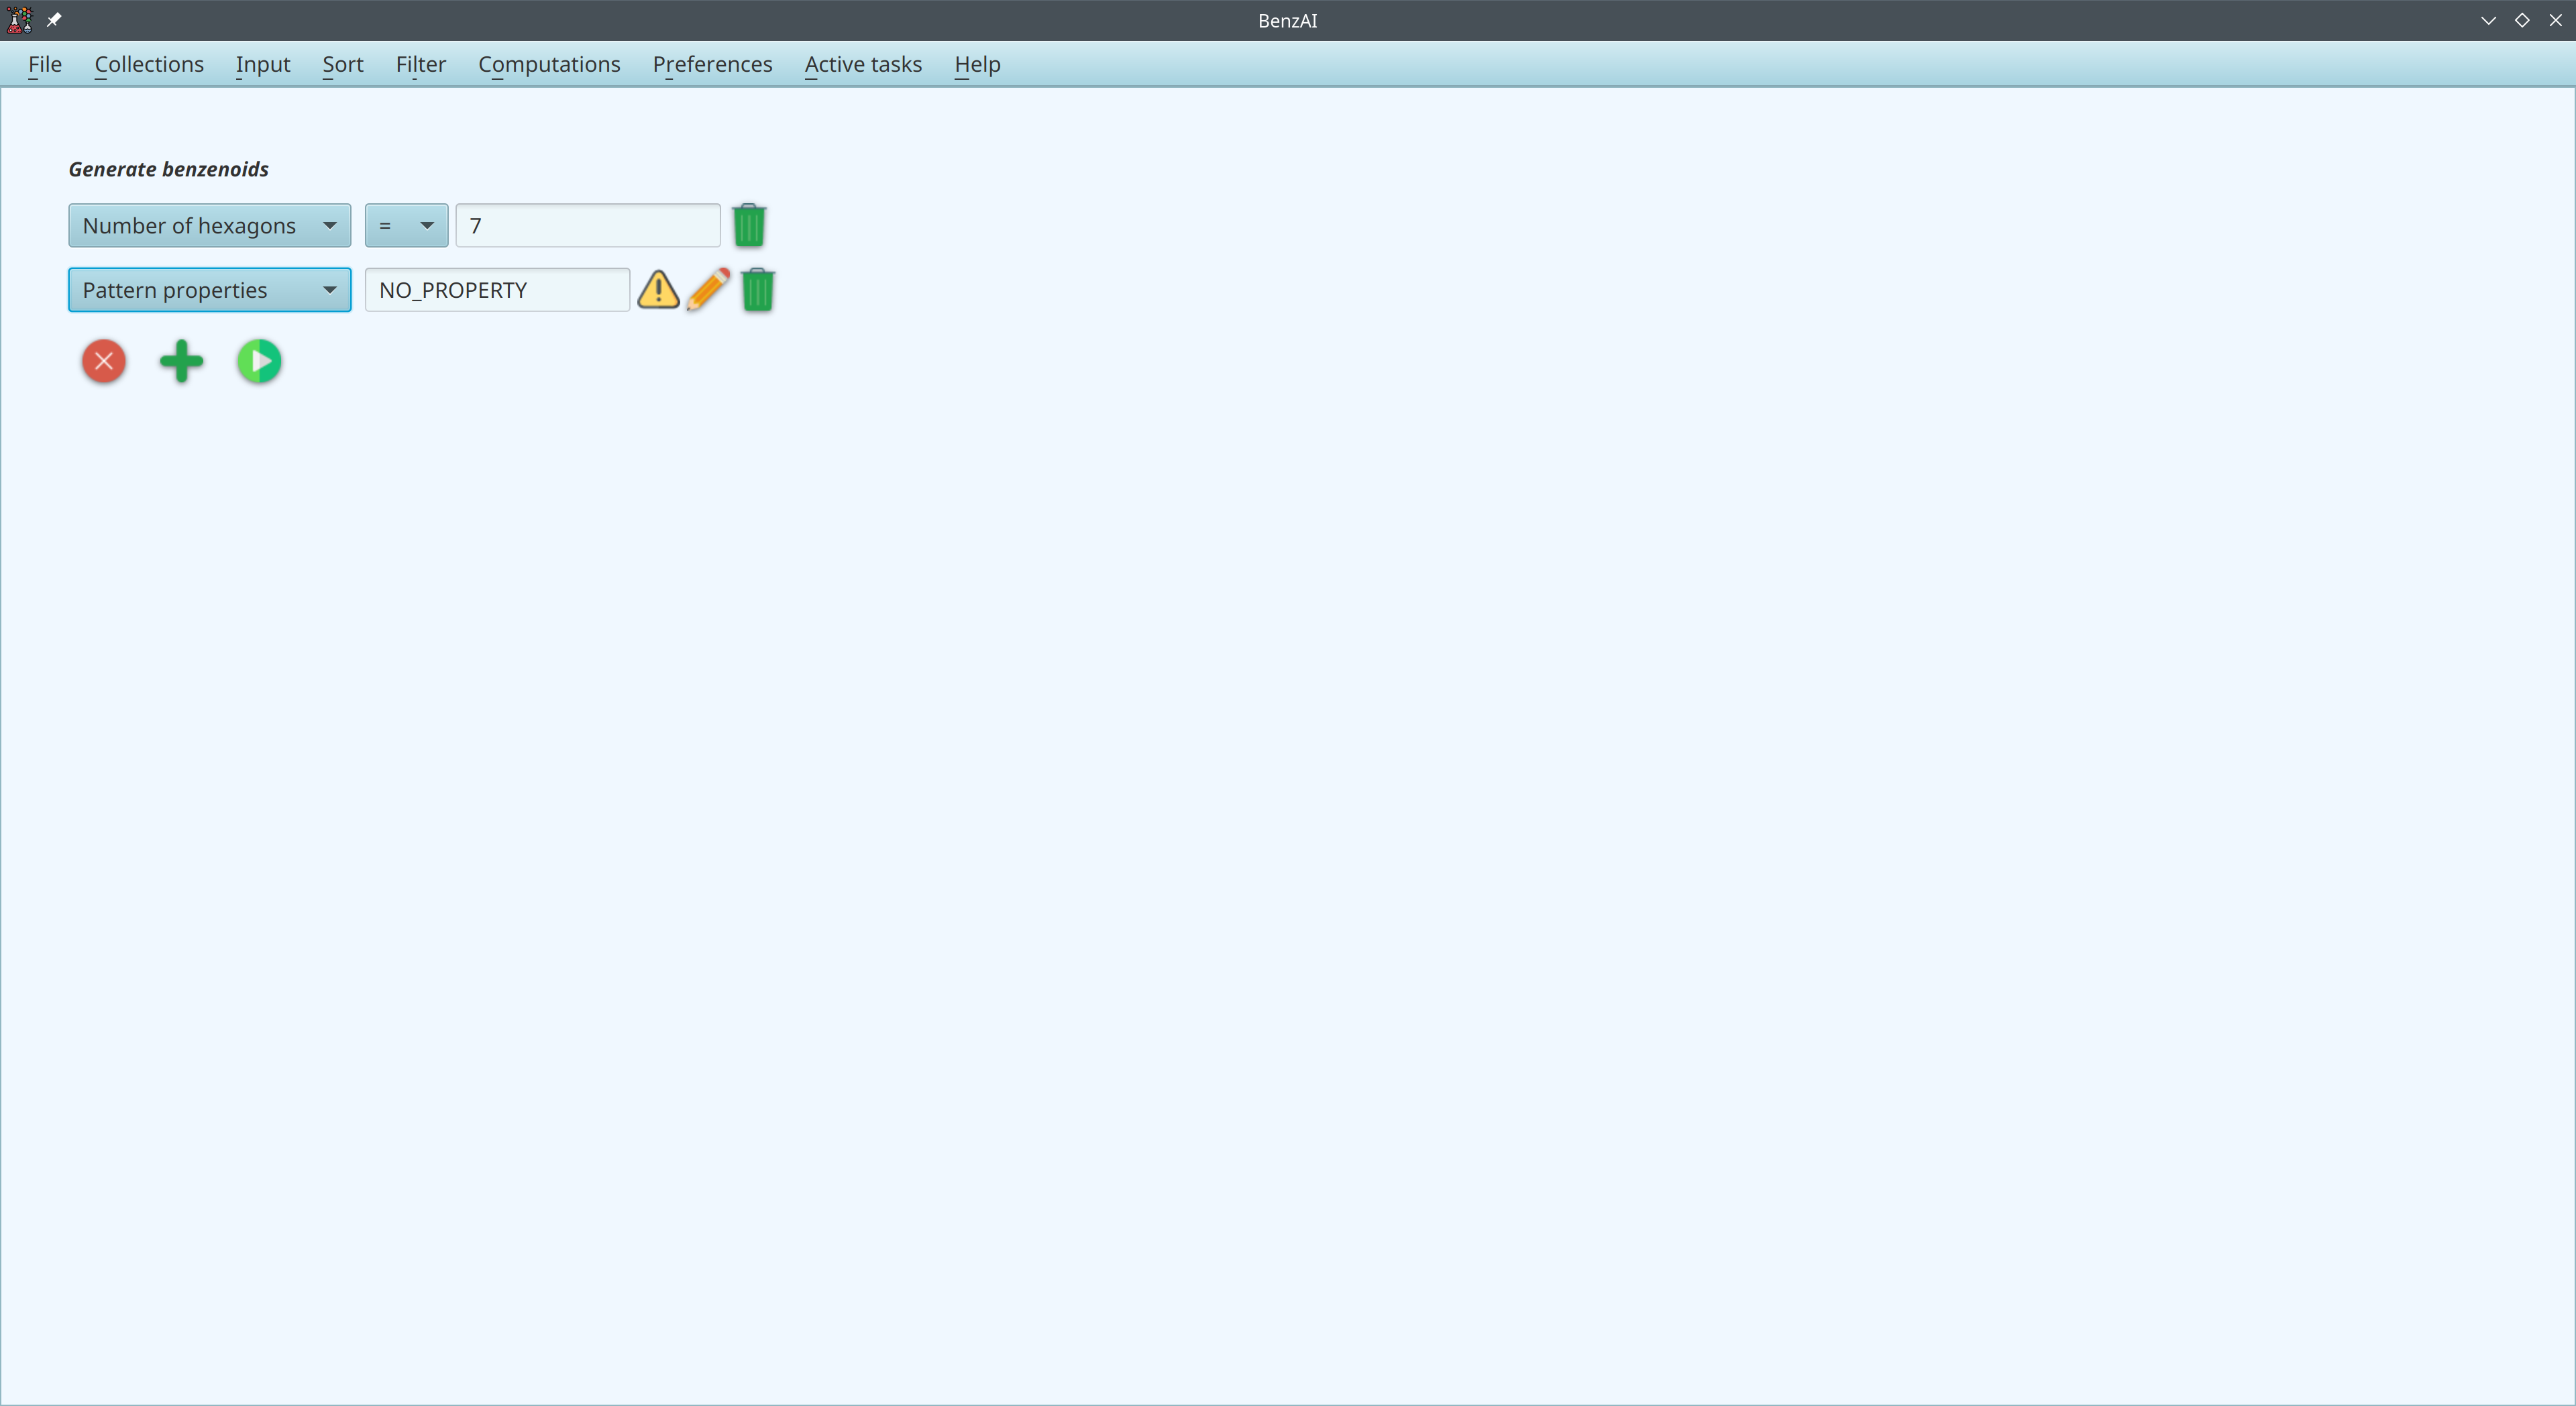 BenzAI
File Collections Input Sort Filter Computations Preferences Active tasks Help
Generate benzenoids
Number of hexagons = 7
Pattern properties NO_PROPERTY